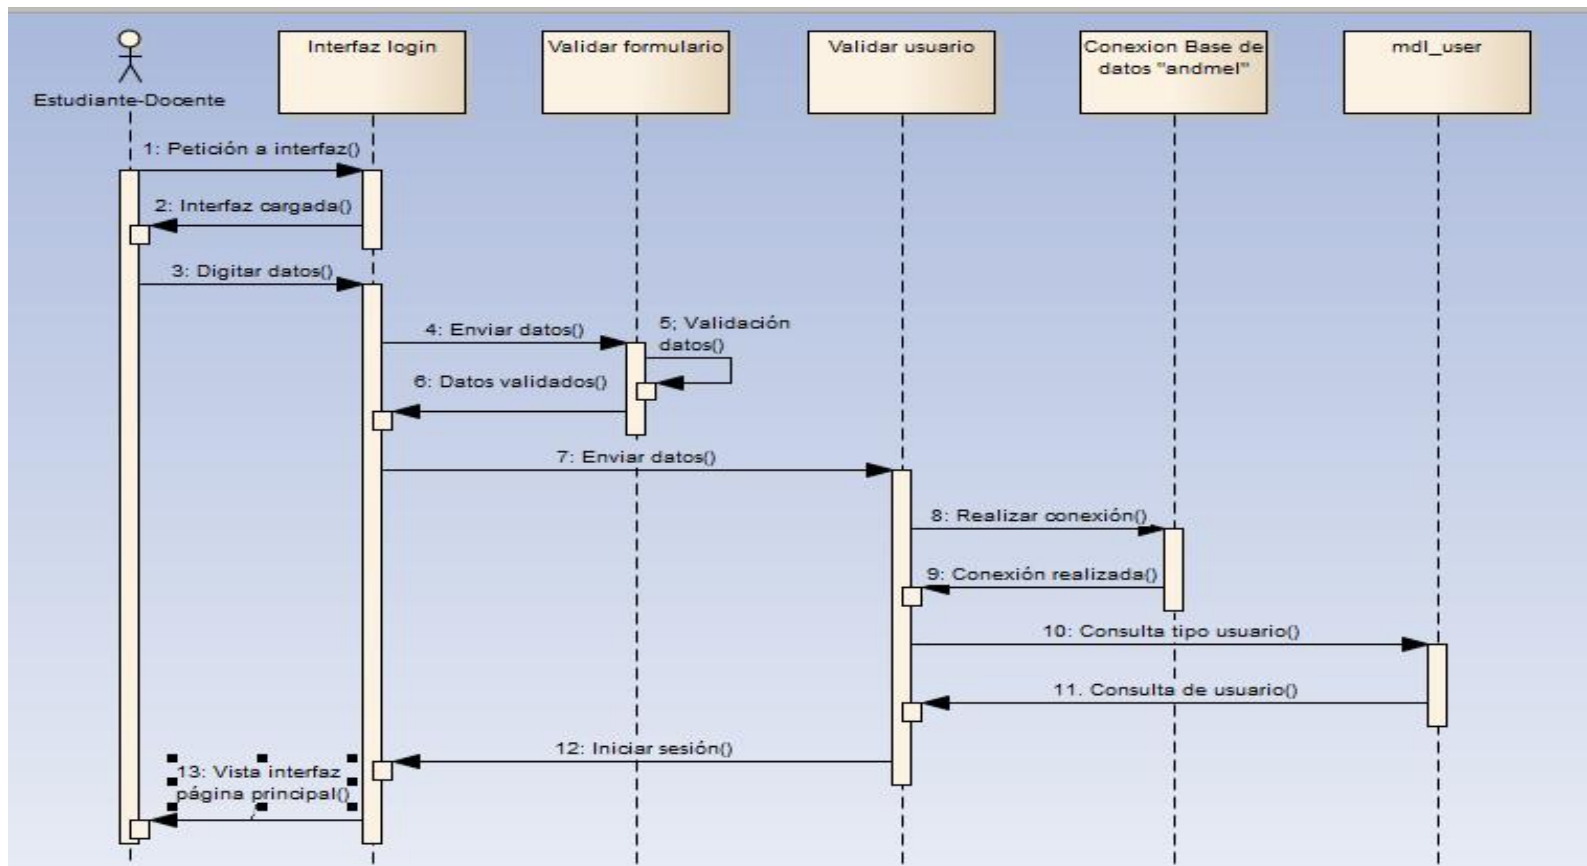 Interfaz login
Validar formulario
Validar usuario
Conexion Base de
datos "andmel"
mdl_user
Estudiante-Docente
1: Petición a interfaz()
2: Interfaz cargada()
3: Digitar datos()
4: Enviar datos()
5; Validación
datos()
6: Datos validados()
7: Enviar datos()
8: Realizar conexión()
9: Conexión realizada()
10: Consulta tipo usuario()
11. Consulta de usuario()
12: Iniciar sesión()
13: Vista interfaz
página principal()